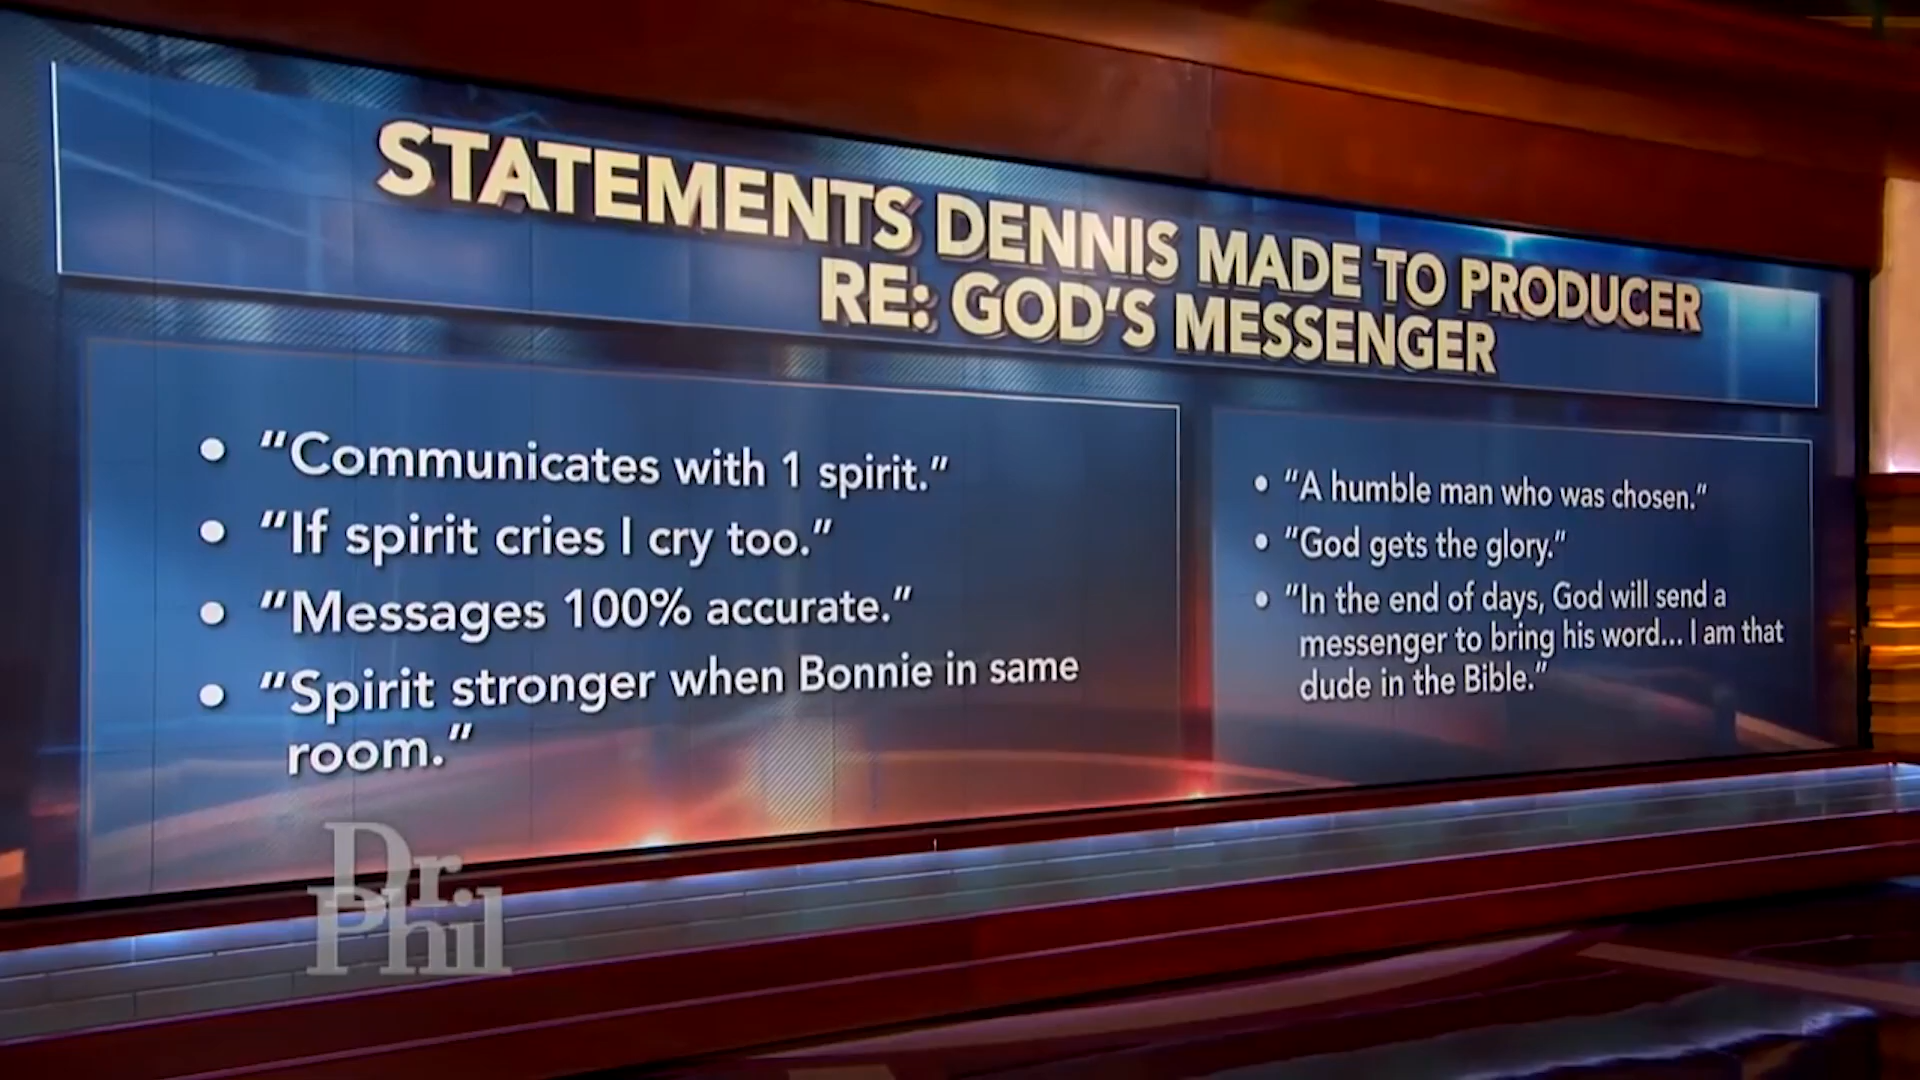 STATEMENTS DENNIS MADE TO PRODUCER
RE: GOD'S MESSENGER
• "Communicates with 1 spirit."
• "If spirit cries I cry too."
• "Messages 100% accurate."
• "Spirit stronger when Bonnie in same
room."
• "A humble man who was chosen."
• "God gets the glory."
• "In the end of days, God will send a
messenger to bring his word... I am that
dude in the Bible."
Dr.
Phil